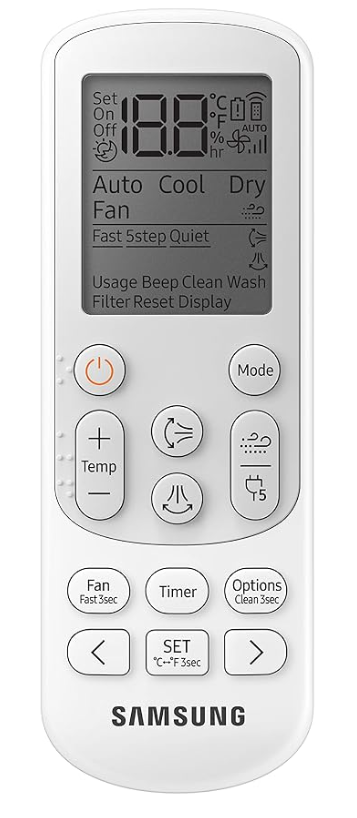 Set
On
Off
18.8
°C
°F
%
hr
AUTO
Auto Cool Dry
Fan
Fast 5step Quiet
Usage Beep Clean Wash
Filter Reset Display
Mode
+
Temp
−
5
Fan
Fast 3sec
Timer
Options
Clean 3sec
<
SET
°C↔°F 3sec
>
SAMSUNG